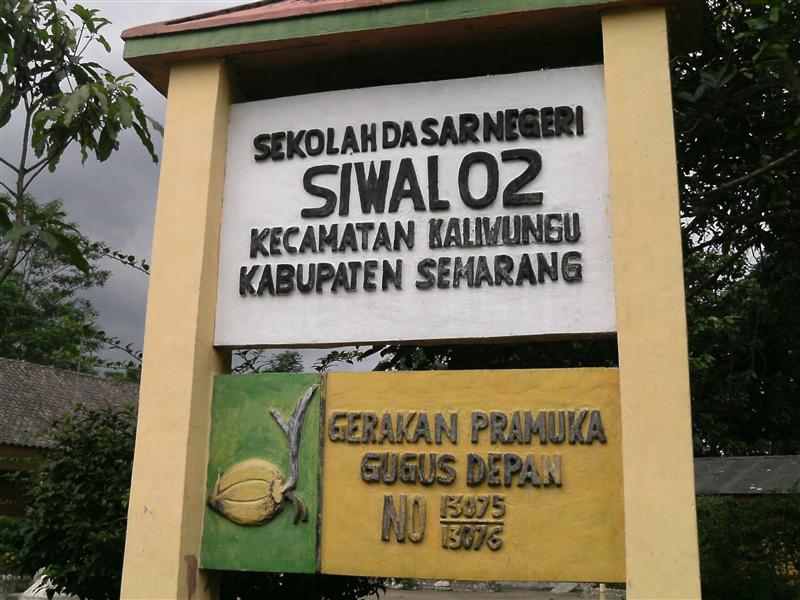 SEKOLAH DASAR NEGERI
SIWAL 02
KECAMATAN KALIWUNGU
KABUPATEN SEMARANG
GERAKAN PRAMUKA
GUGUS DEPAN
NO 13075
13076